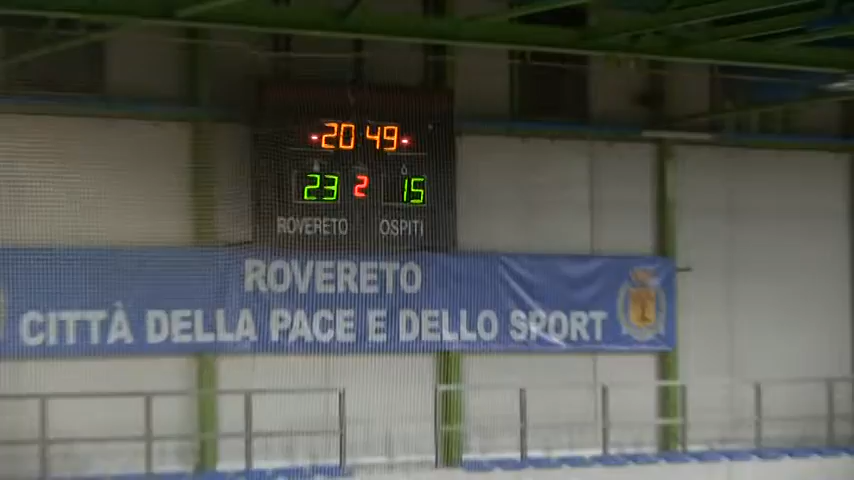 20 49
23 2 15
ROVERETO OSPITI
ROVERETO
CITTÀ DELLA PACE E DELLO SPORT